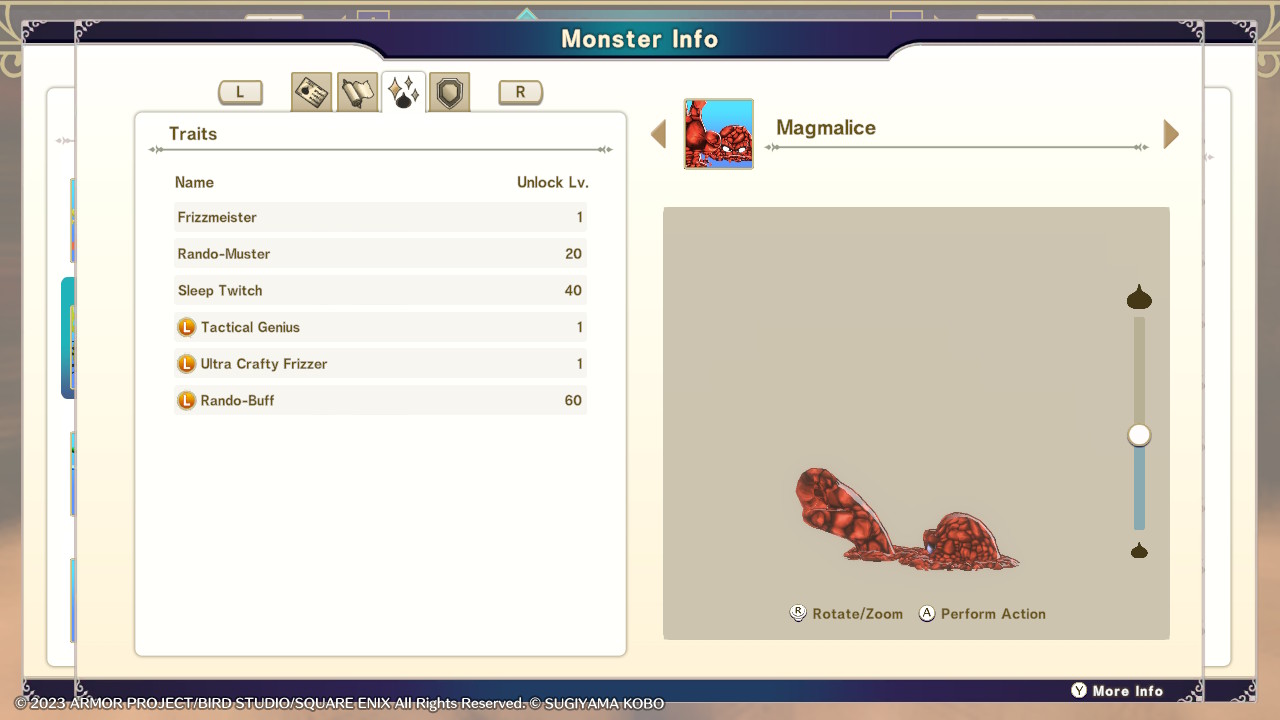 Monster Info
L
R
Traits
Name Unlock Lv.
Frizzmeister 1
Rando-Muster 20
Sleep Twitch 40
L Tactical Genius 1
L Ultra Crafty Frizzer 1
L Rando-Buff 60
Magmalice
R Rotate/Zoom A Perform Action
Y More Info
© 2023 ARMOR PROJECT/BIRD STUDIO/SQUARE ENIX All Rights Reserved. © SUGIYAMA KOBO